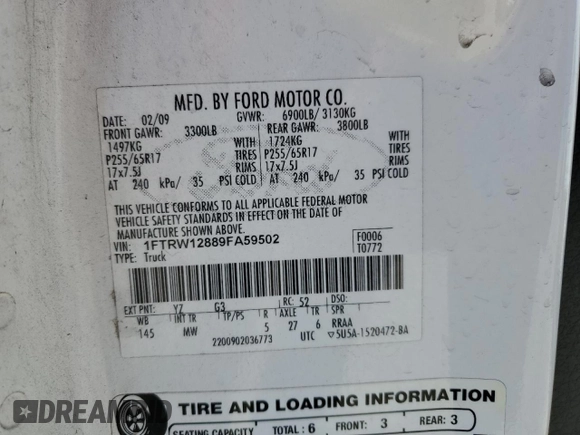 MFD. BY FORD MOTOR CO.
DATE: 02/09 GVWR: 6900LB/ 3130KG
FRONT GAWR: 3300LB REAR GAWR: 3800LB
1497KG WITH 1724KG WITH
P255/65R17 TIRES P255/65R17 TIRES
17x7.5J RIMS 17x7.5J RIMS
AT 240 kPa/ 35 PSI COLD AT 240 kPa/ 35 PSI COLD
THIS VEHICLE CONFORMS TO ALL APPLICABLE FEDERAL MOTOR
VEHICLE SAFETY STANDARDS IN EFFECT ON THE DATE OF
MANUFACTURE SHOWN ABOVE.
VIN: 1FTRW12889FA59502 F0006
TYPE: Truck T0772
EXT PNT: Y7 G3 RC: 52 DSO:
WB INT TR TP/PS R AXLE TR SPR
145 MW 5 27 6 RRAA
2200902036773 UTC ▽5U5A-1520472-BA
TIRE AND LOADING INFORMATION
SEATING CAPACITY TOTAL: 6 FRONT: 3 REAR: 3